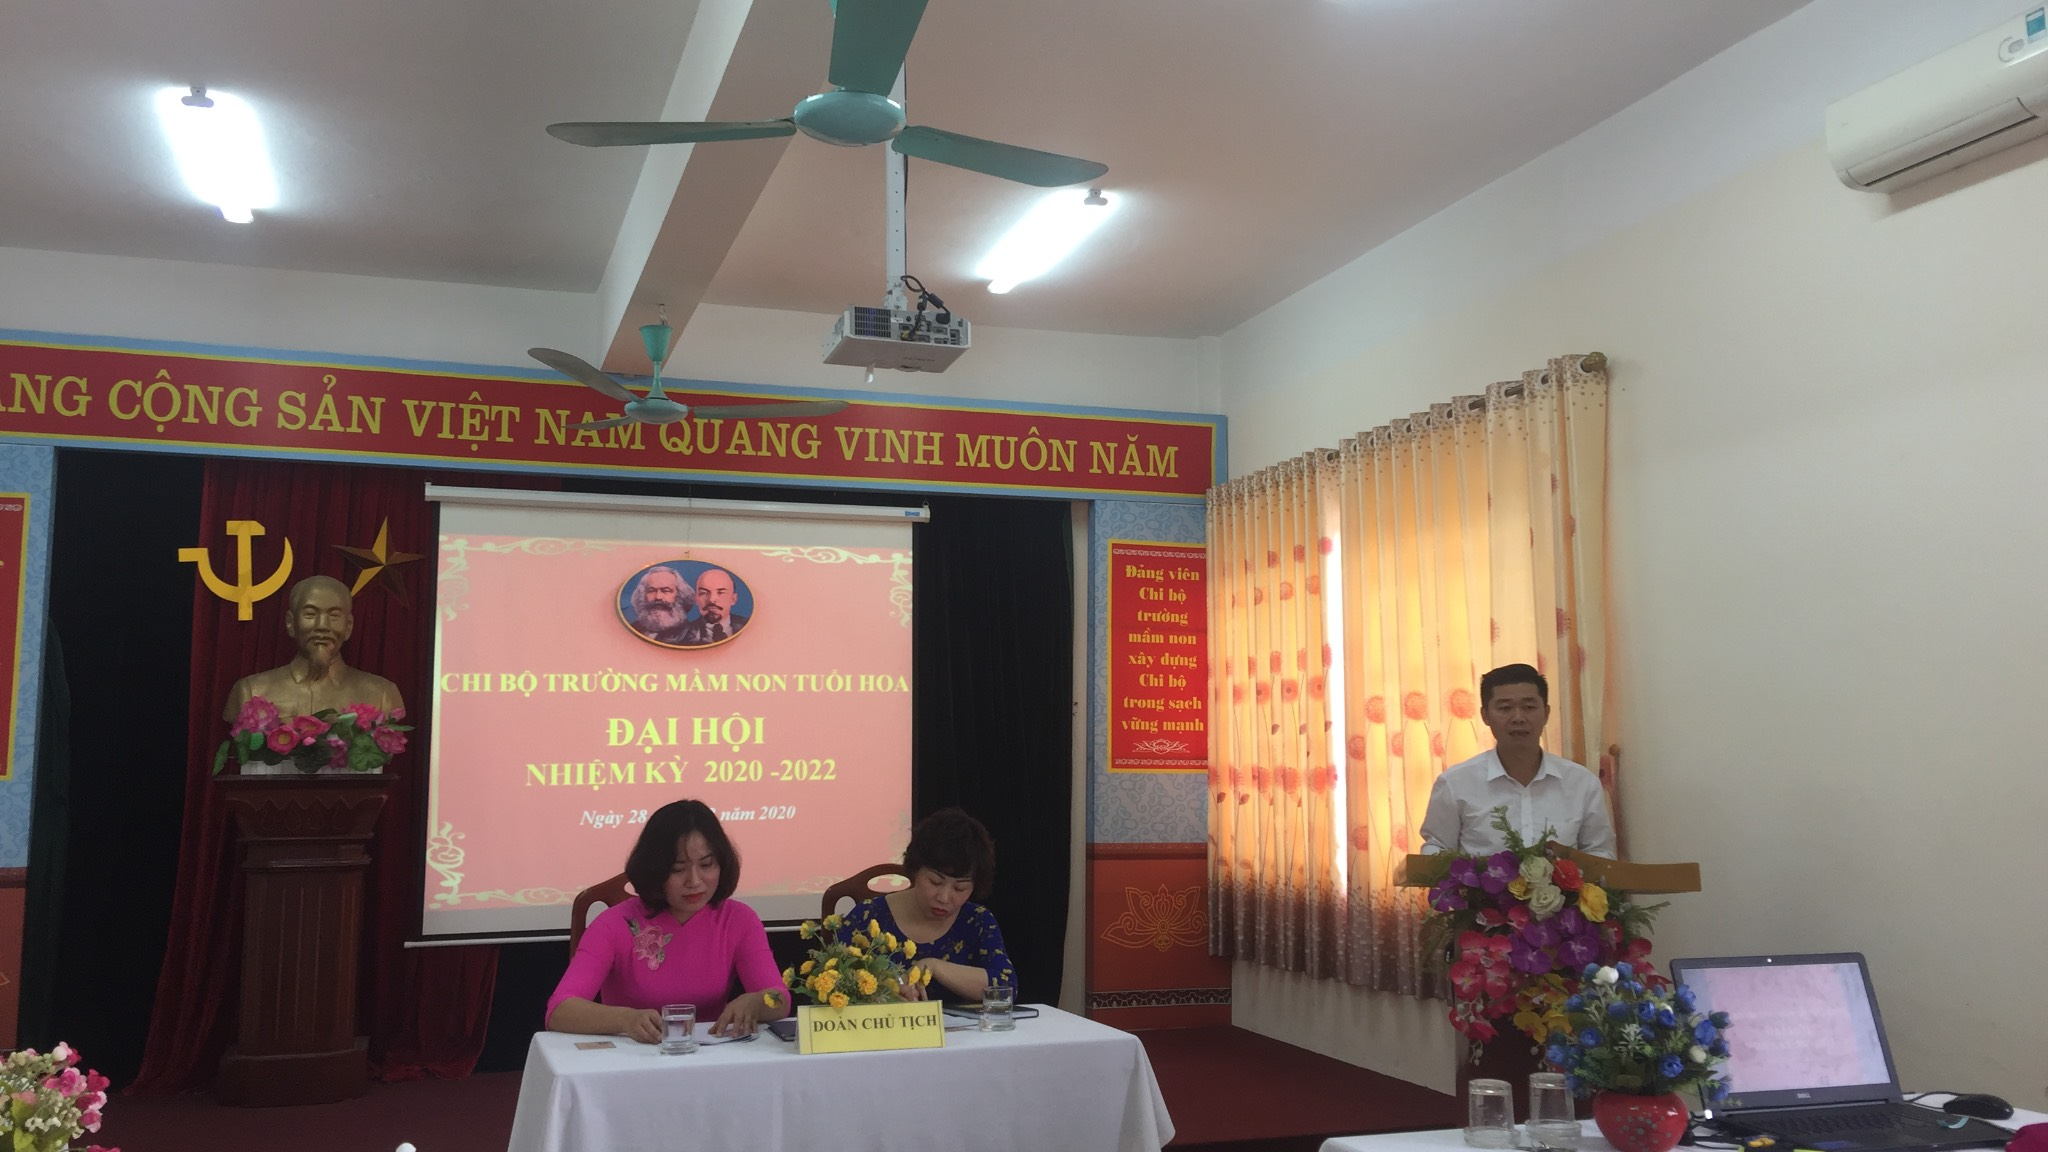 ẢNG CỘNG SẢN VIỆT NAM QUANG VINH MUÔN NĂM
CHI BỘ TRƯỜNG MẦM NON TUỔI HOA
ĐẠI HỘI
NHIỆM KỲ 2020 -2022
Ngày 28 năm 2020
Đảng viên
Chi bộ
trường
mầm non
xây dựng
Chi bộ
trong sạch
vững mạnh
ĐOÀN CHỦ TỊCH
DELL